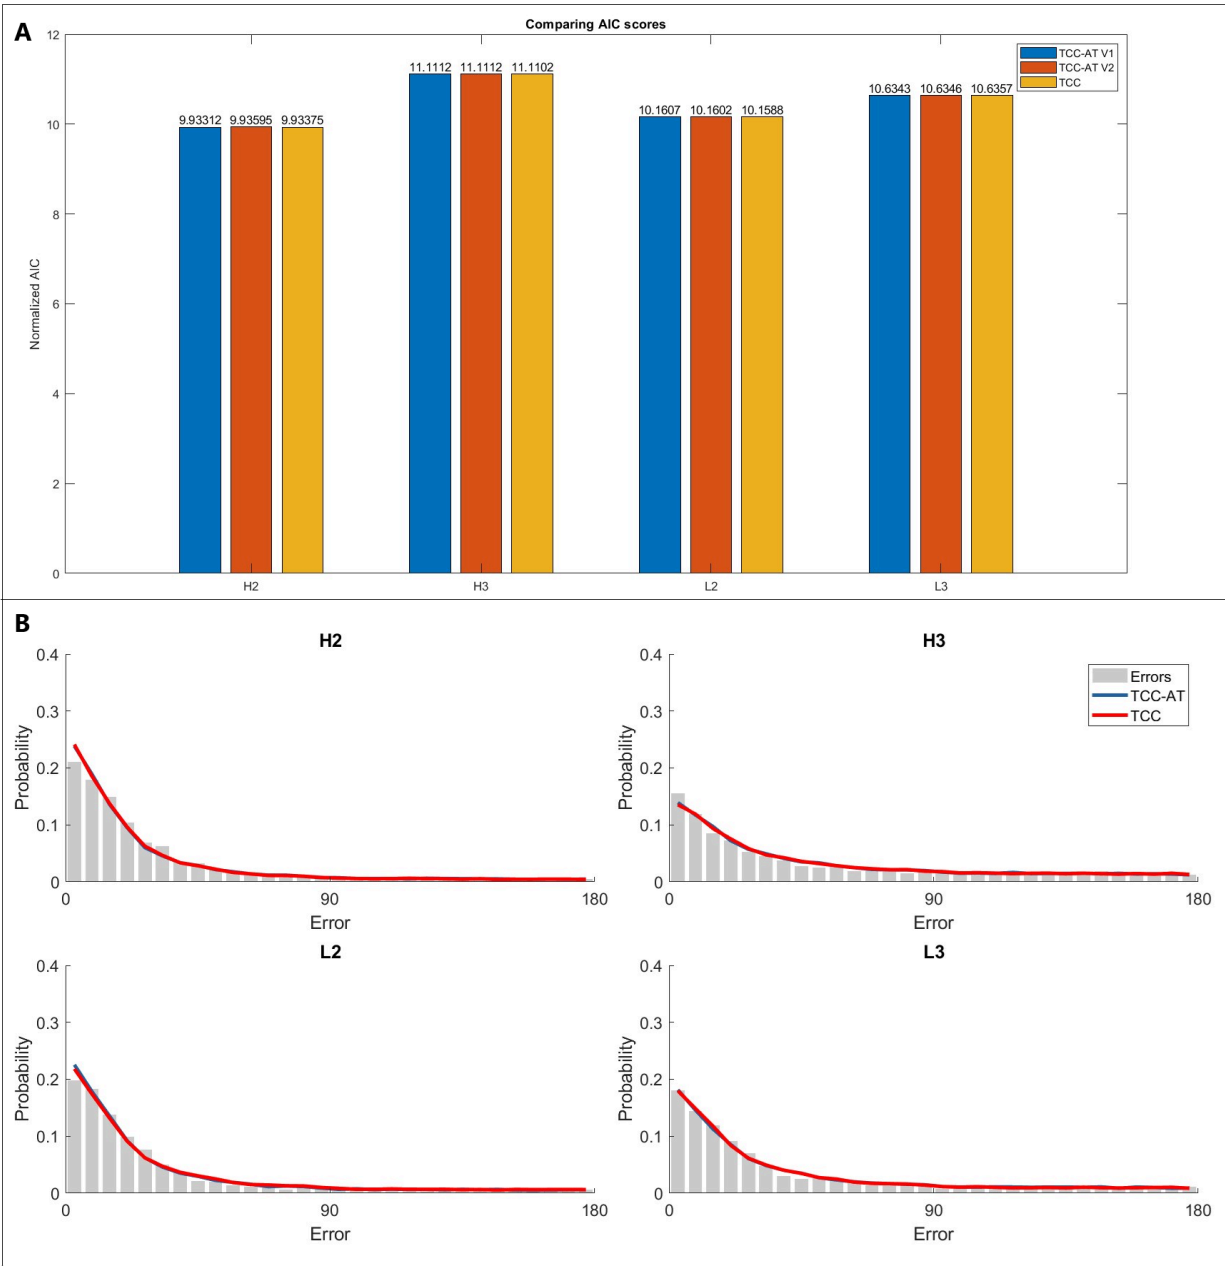 A
Comparing AIC scores
12
10
8
6
4
2
0
Normalized AIC
9.93312 9.93595 9.93375
11.1112 11.1112 11.1102
10.1607 10.1602 10.1588
10.6343 10.6346 10.6357
TCC-AT V1
TCC-AT V2
TCC
H2 H3 L2 L3
B
H2
0.4
0.3
0.2
0.1
0
Probability
0 90 180
Error
H3
0.4
0.3
0.2
0.1
0
Probability
Errors
TCC-AT
TCC
0 90 180
Error
L2
0.4
0.3
0.2
0.1
0
Probability
0 90 180
Error
L3
0.4
0.3
0.2
0.1
0
Probability
0 90 180
Error